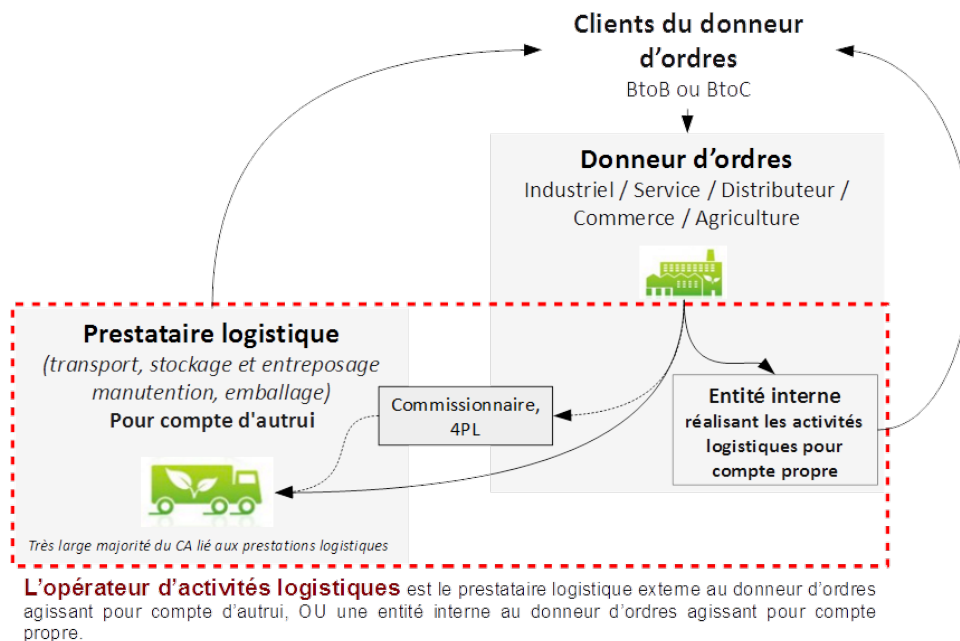 Clients du donneur
d'ordres
BtoB ou BtoC
Donneur d'ordres
Industriel / Service / Distributeur /
Commerce / Agriculture
Prestataire logistique
(transport, stockage et entreposage
manutention, emballage)
Pour compte d'autrui
Commissionnaire,
4PL
Entité interne
réalisant les activités
logistiques pour
compte propre
Très large majorité du CA lié aux prestations logistiques
L'opérateur d'activités logistiques est le prestataire logistique externe au donneur d'ordres
agissant pour compte d'autrui, OU une entité interne au donneur d'ordres agissant pour compte
propre.